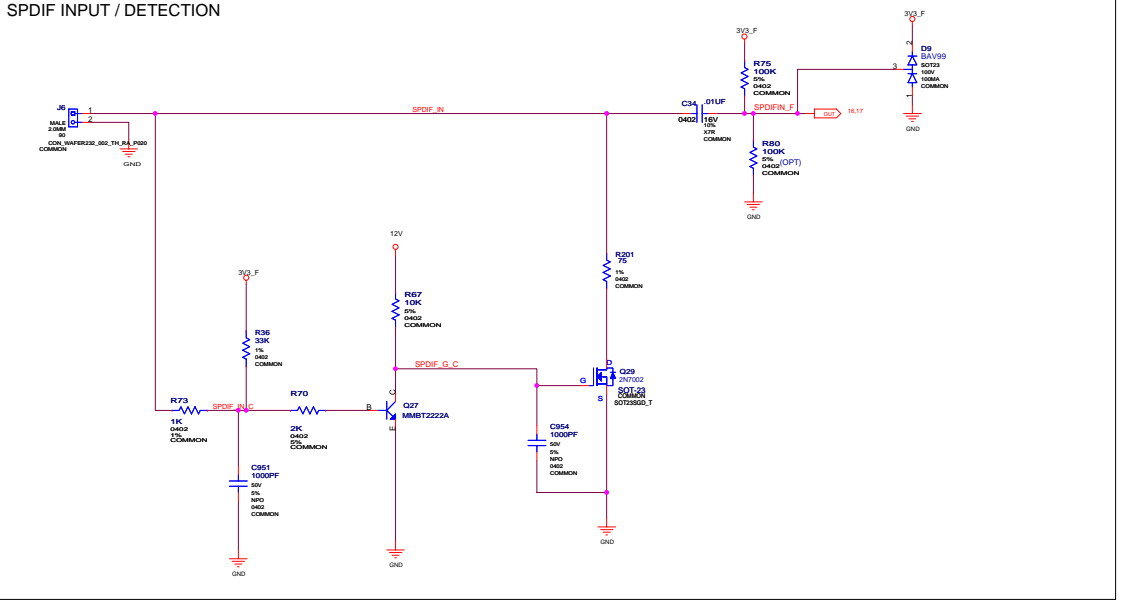 SPDIF INPUT / DETECTION
3V3_F
D9
BAV99
SOT23
100V
100MA
COMMON
2
3
1
GND
3V3_F
R75
100K
5%
0402
COMMON
J6
1
2
MALE
2.0MM
90
CON_WAFER232_002_TH_RA_P020
COMMON
GND
SPDIF_IN
C34
.01UF
0402
16V
10%
X7R
COMMON
SPDIFIN_F
OUT
16,17
R80
100K
5%
0402
(OPT)
COMMON
GND
12V
R67
10K
5%
0402
COMMON
R201
75
1%
0402
COMMON
3V3_F
R36
33K
1%
0402
COMMON
SPDIF_G_C
D
G
S
Q29
2N7002
SOT-23
COMMON
SOT23SGD_T
R73
1K
0402
1%
COMMON
SPDIF_IN_C
R70
2K
0402
5%
COMMON
B
C
E
Q27
MMBT2222A
C954
1000PF
50V
5%
NPO
0402
COMMON
C951
1000PF
50V
5%
NPO
0402
COMMON
GND
GND
GND